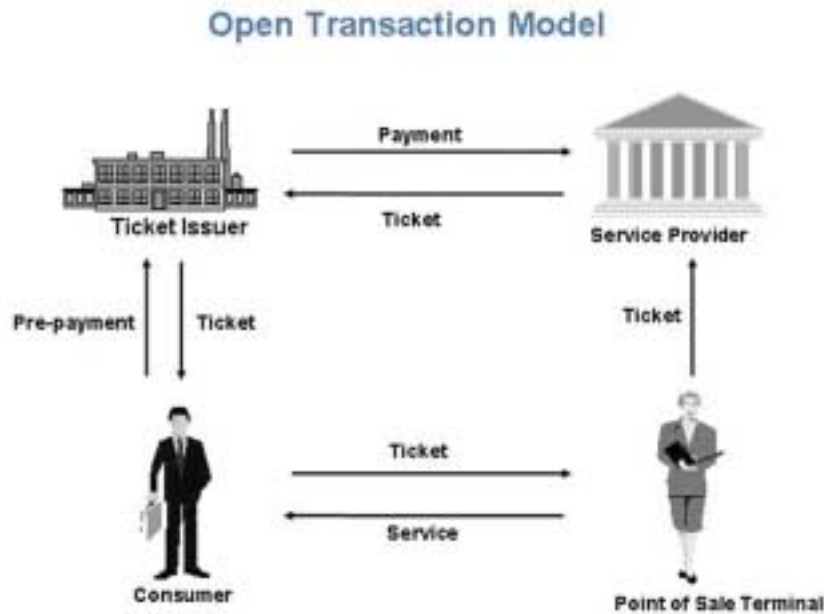 Open Transaction Model
Payment
Ticket
Ticket Issuer
Service Provider
Pre-payment
Ticket
Ticket
Ticket
Service
Consumer
Point of Sale Terminal